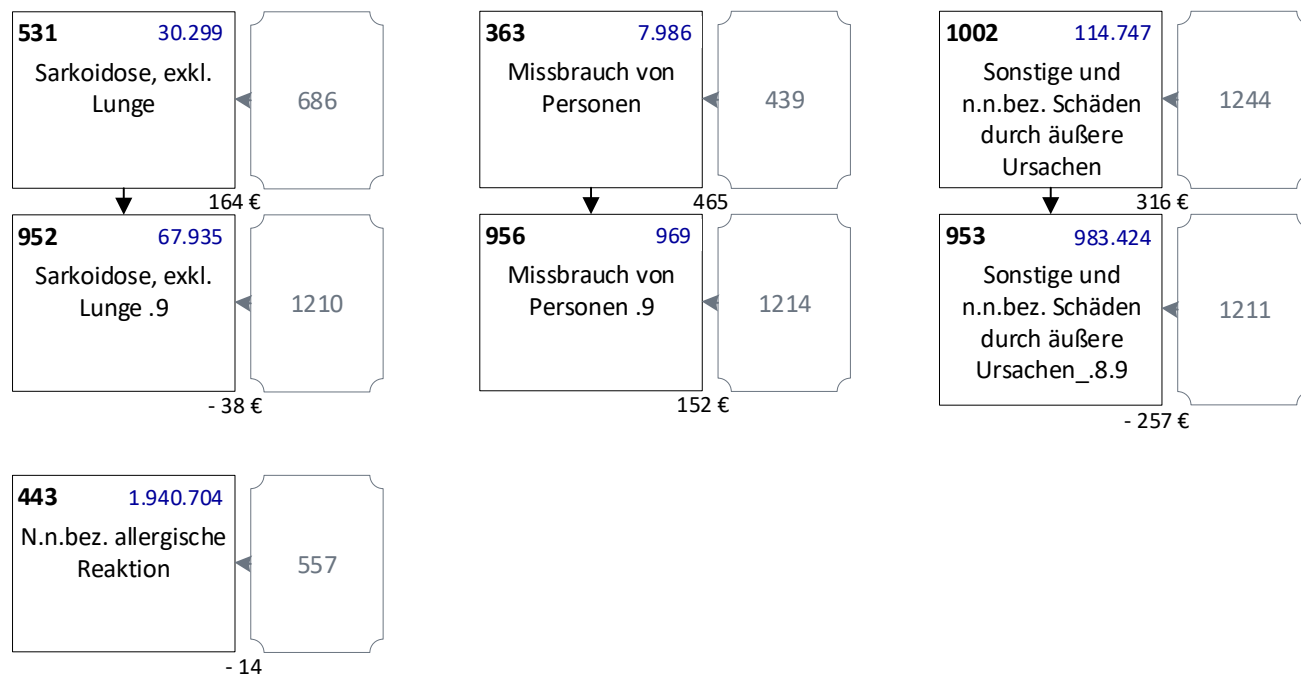 531 30.299
Sarkoidose, exkl.
Lunge
686
164 €
952 67.935
Sarkoidose, exkl.
Lunge .9
1210
- 38 €
363 7.986
Missbrauch von
Personen
439
465
956 969
Missbrauch von
Personen .9
1214
152 €
1002 114.747
Sonstige und
n.n.bez. Schäden
durch äußere
Ursachen
1244
316 €
953 983.424
Sonstige und
n.n.bez. Schäden
durch äußere
Ursachen_.8.9
1211
- 257 €
443 1.940.704
N.n.bez. allergische
Reaktion
557
- 14